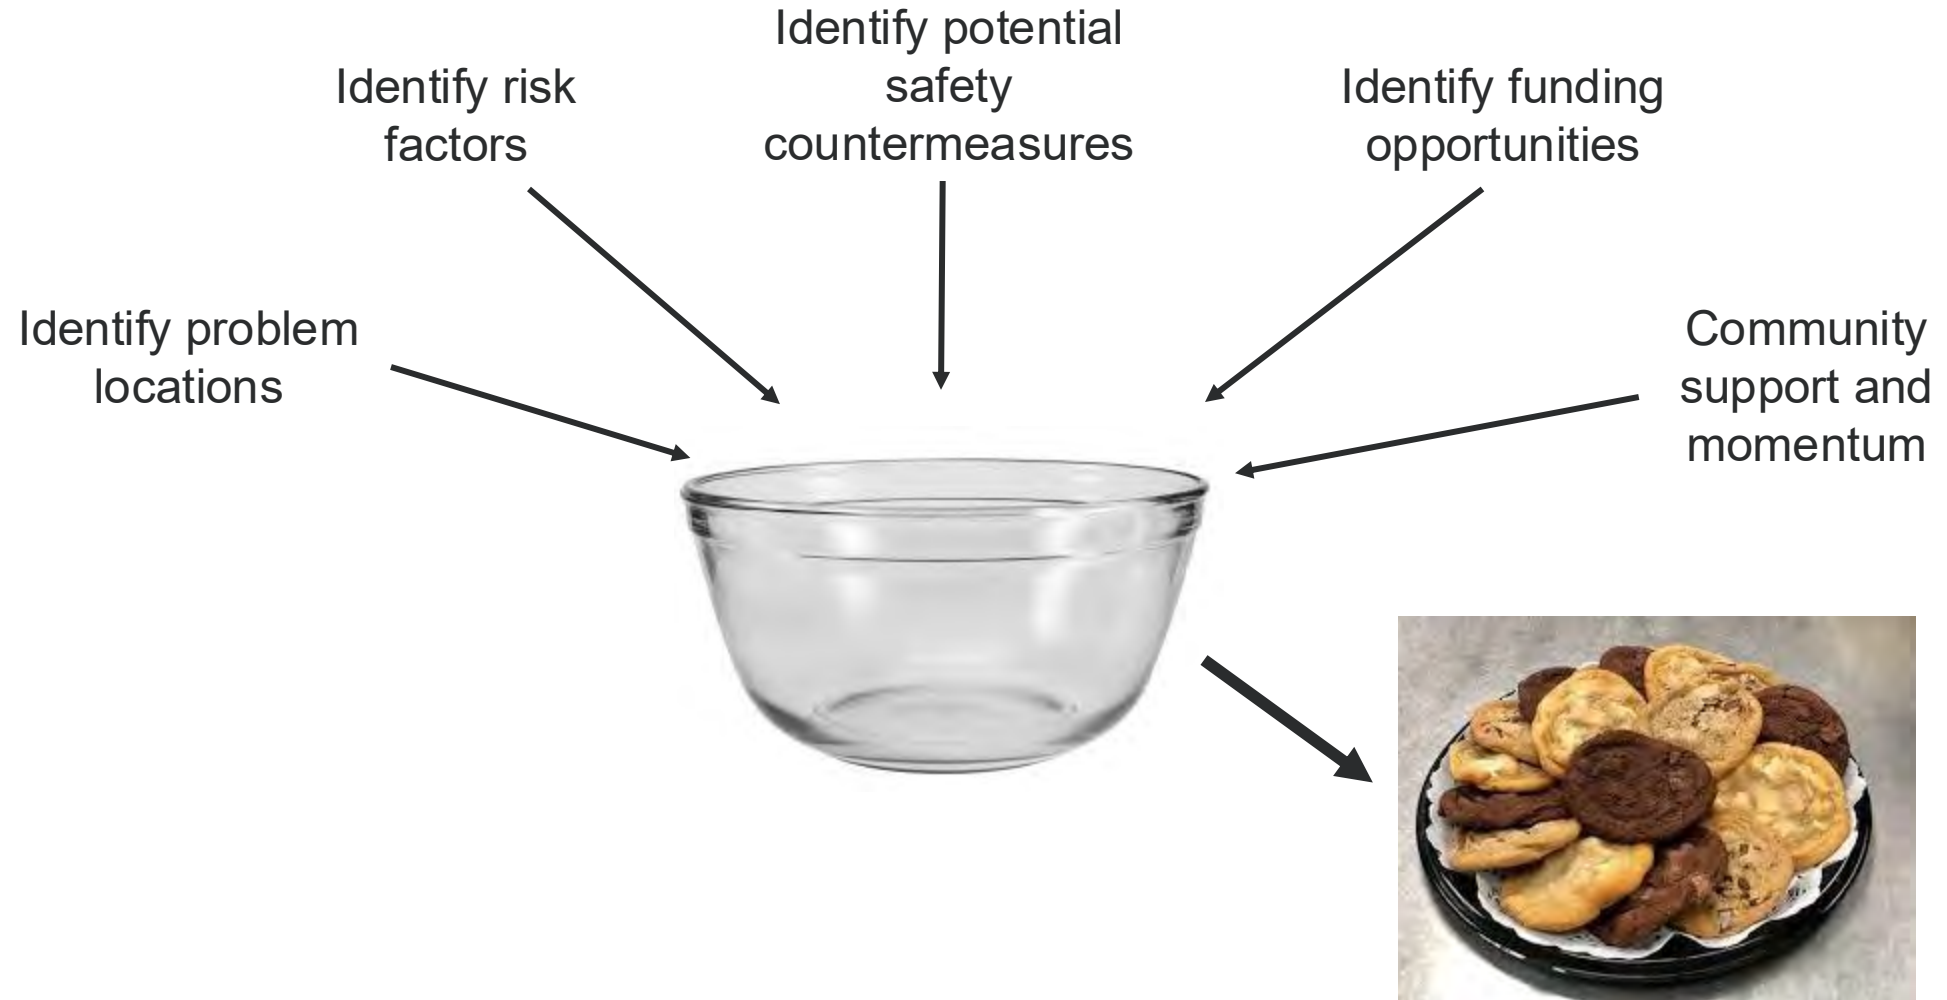 Identify problem
locations
Identify risk
factors
Identify potential
safety
countermeasures
Identify funding
opportunities
Community
support and
momentum